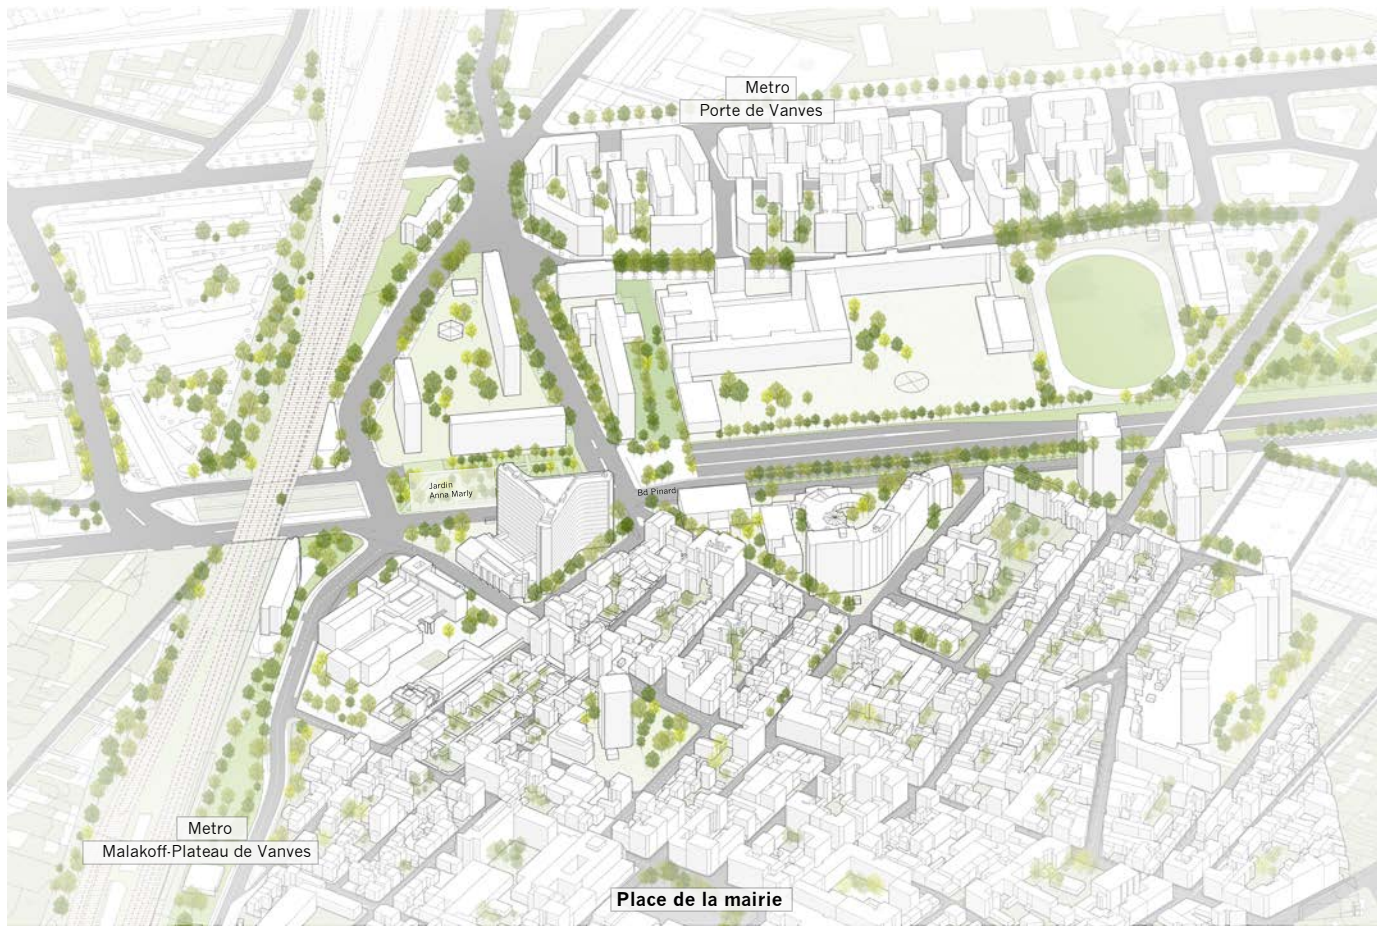 Metro
Porte de Vanves
Jardin
Anna Marly
Bd Pinard
Metro
Malakoff-Plateau de Vanves
Place de la mairie